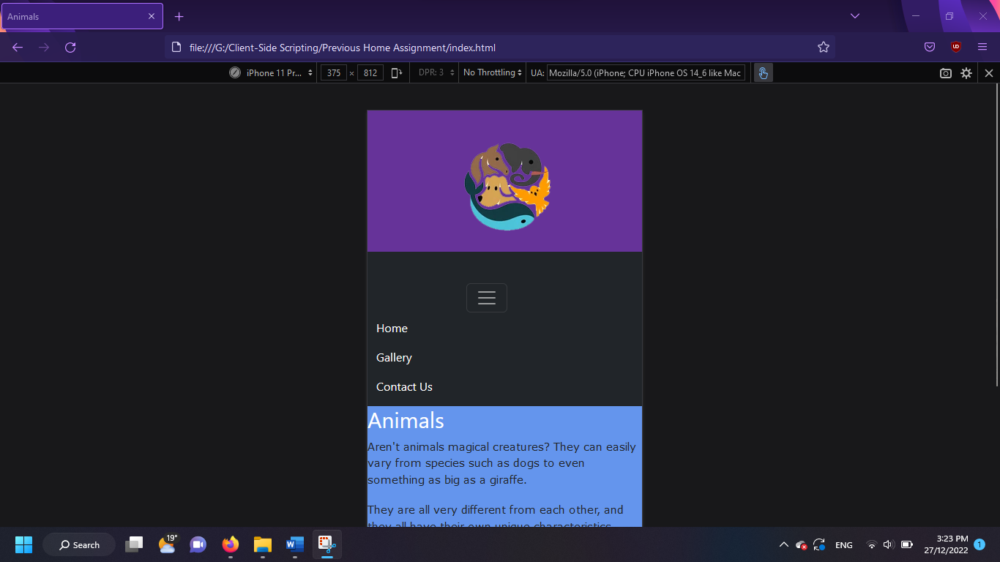 Animals
file:///G:/Client-Side Scripting/Previous Home Assignment/index.html
iPhone 11 Pr... 375 × 812 DPR: 3 No Throttling UA: Mozilla/5.0 (iPhone; CPU iPhone OS 14_6 like Mac
Home
Gallery
Contact Us
Animals
Aren't animals magical creatures? They can easily
vary from species such as dogs to even
something as big as a giraffe.
They are all very different from each other, and
they all have their own unique characteristics
Search 19° ENG 3:23 PM
27/12/2022 1